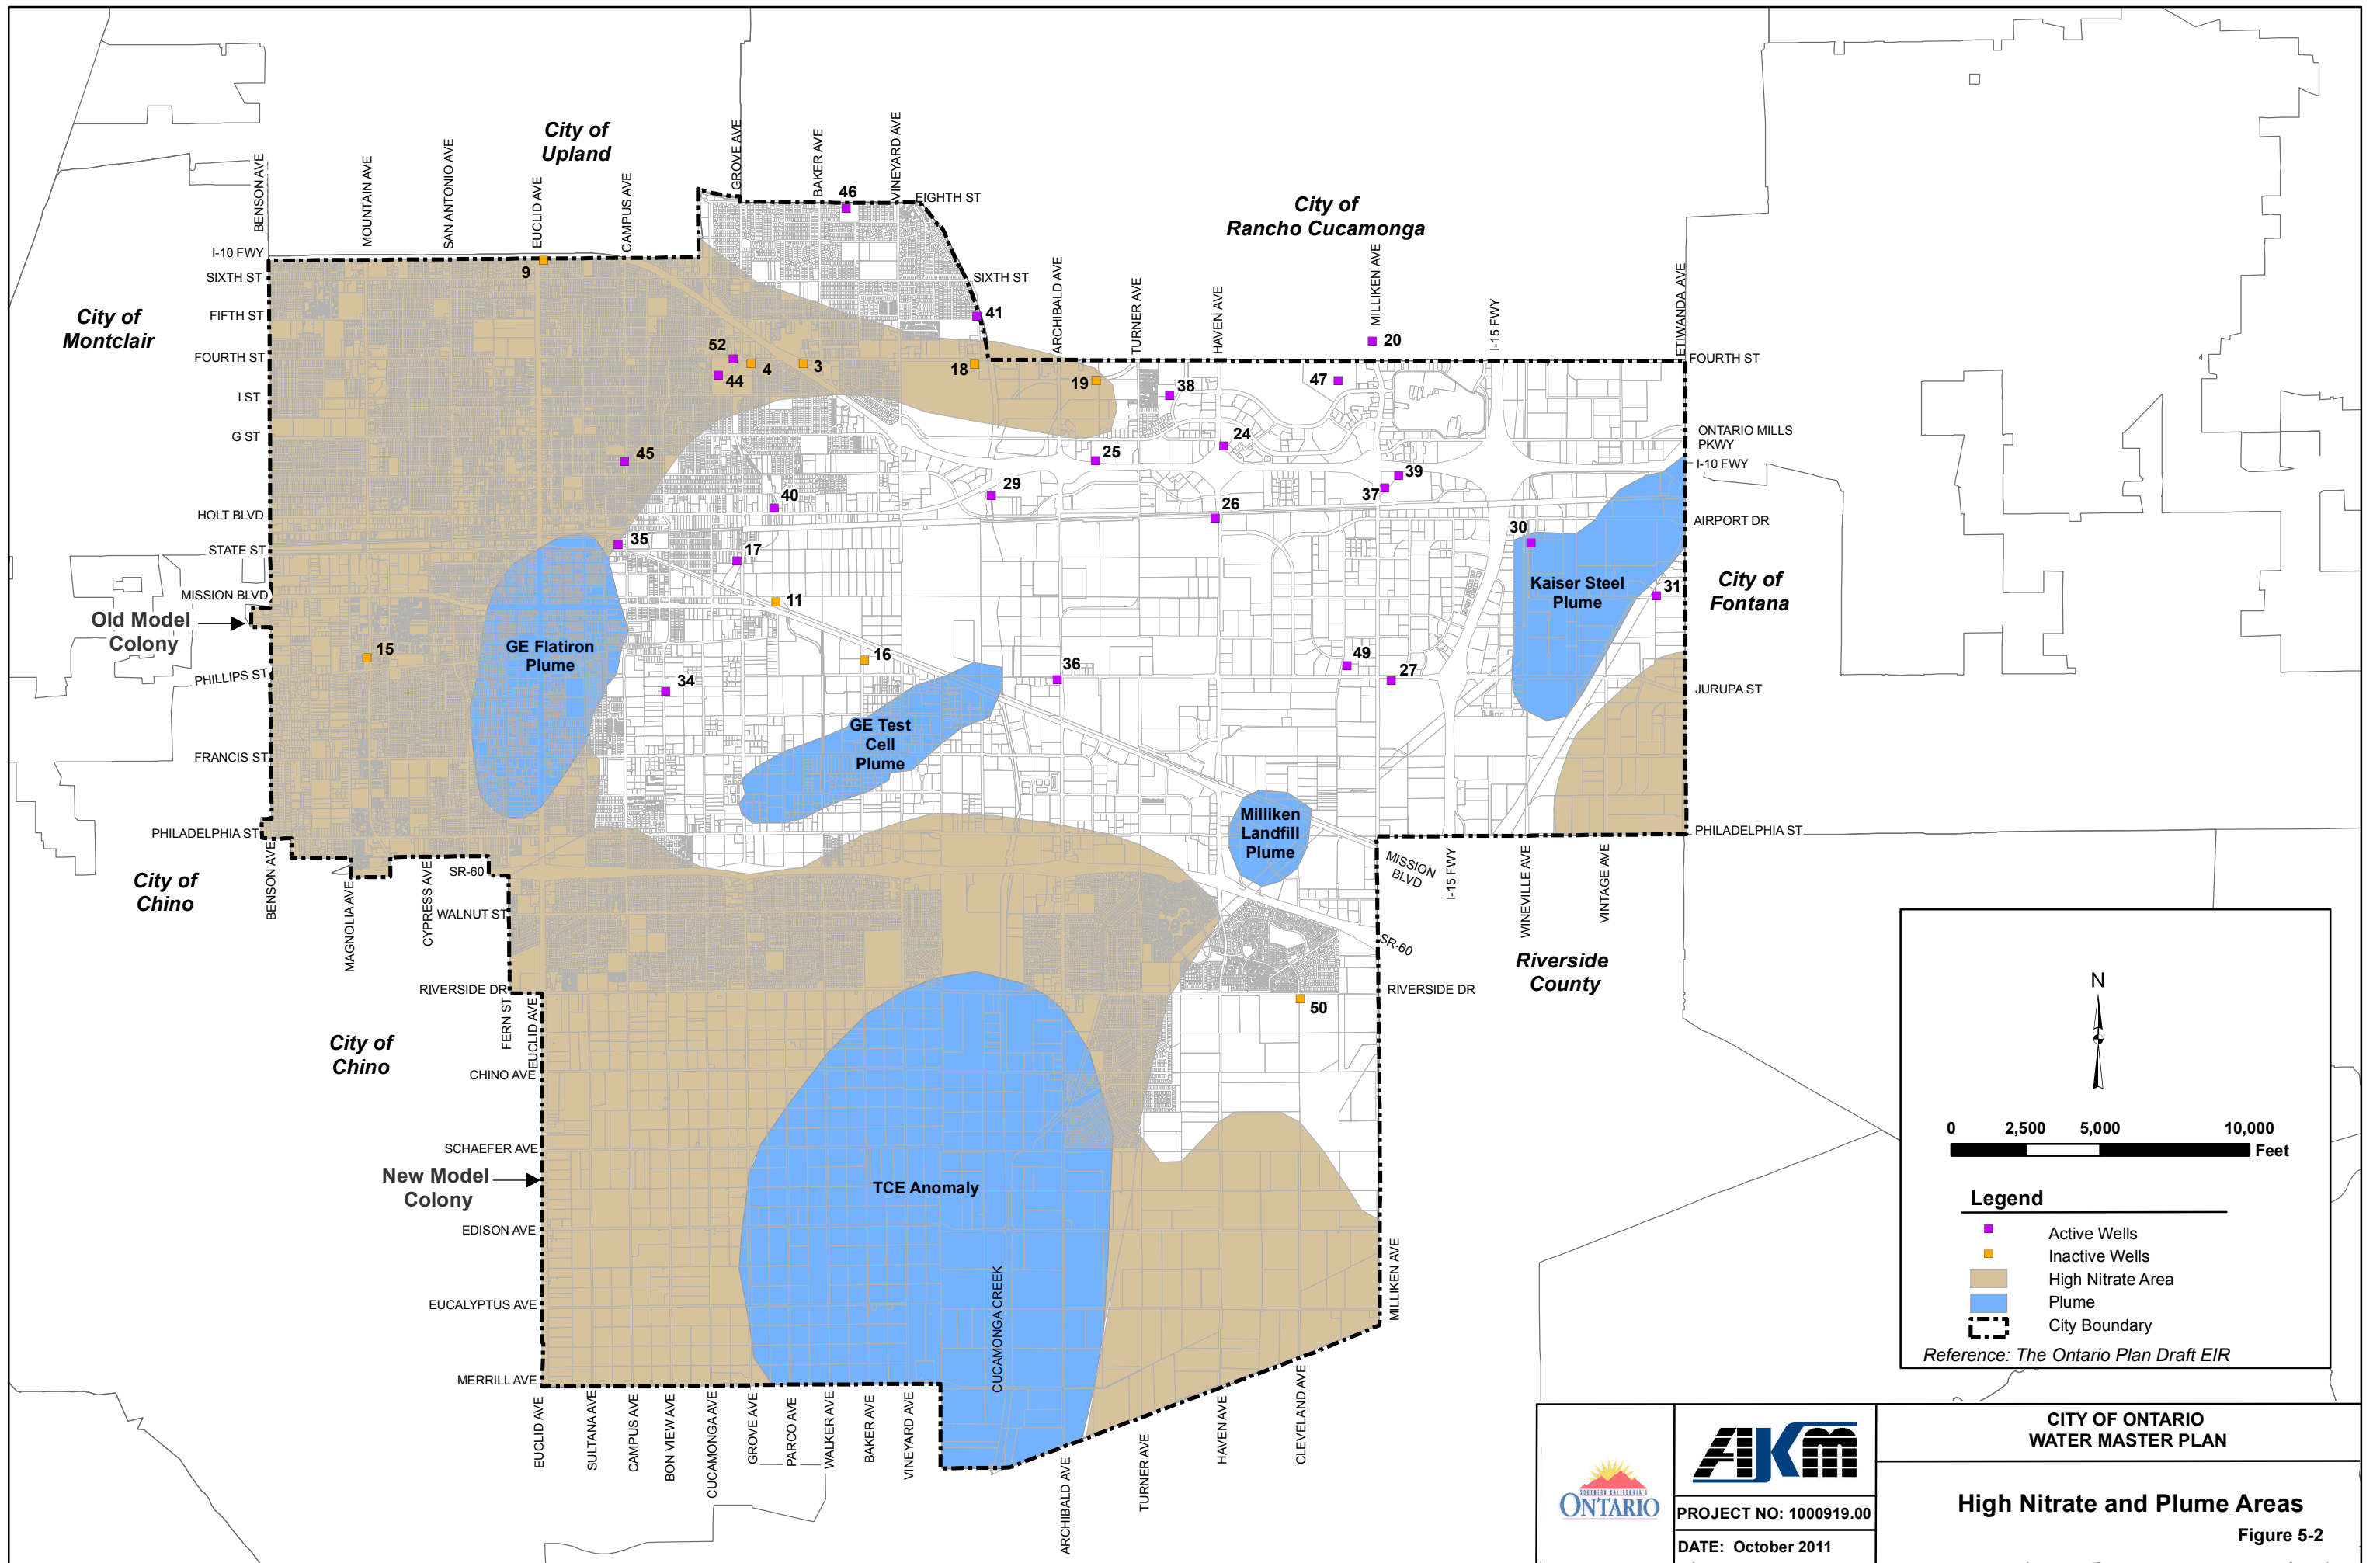 City of
Upland
BENSON AVE
MOUNTAIN AVE
SAN ANTONIO AVE
EUCLID AVE
CAMPUS AVE
GROVE AVE
BAKER AVE
VINEYARD AVE
46
EIGHTH ST
City of
Rancho Cucamonga
I-10 FWY
SIXTH ST
9
SIXTH ST
ARCHIBALD AVE
TURNER AVE
HAVEN AVE
MILLIKEN AVE
I-15 FWY
ETIWANDA AVE
City of
Montclair
FIFTH ST
41
20
FOURTH ST
52
4
3
18
19
FOURTH ST
44
38
47
I ST
G ST
24
ONTARIO MILLS
PKWY
45
25
I-10 FWY
39
37
40
29
26
HOLT BLVD
AIRPORT DR
30
STATE ST
35
17
Kaiser Steel
Plume
31
City of
Fontana
MISSION BLVD
11
Old Model
Colony
GE Flatiron
Plume
15
16
36
49
27
PHILLIPS ST
34
JURUPA ST
GE Test
Cell
Plume
FRANCIS ST
Milliken
Landfill
Plume
PHILADELPHIA ST
PHILADELPHIA ST
BENSON AVE
MAGNOLIA AVE
CYPRESS AVE
SR-60
MISSION
BLVD
I-15 FWY
WINEVILLE AVE
VINTAGE AVE
City of
Chino
WALNUT ST
SR-60
Riverside
County
RIVERSIDE DR
RIVERSIDE DR
50
FERN ST
EUCLID AVE
City of
Chino
CHINO AVE
SCHAEFER AVE
New Model
Colony
TCE Anomaly
EDISON AVE
EUCALYPTUS AVE
CUCAMONGA CREEK
MILLIKEN AVE
MERRILL AVE
EUCLID AVE
SULTANA AVE
CAMPUS AVE
BON VIEW AVE
CUCAMONGA AVE
GROVE AVE
PARCO AVE
WALKER AVE
BAKER AVE
VINEYARD AVE
ARCHIBALD AVE
TURNER AVE
HAVEN AVE
CLEVELAND AVE
N
0 2,500 5,000 10,000
Feet
Legend
Active Wells
Inactive Wells
High Nitrate Area
Plume
City Boundary
Reference: The Ontario Plan Draft EIR
SOUTHERN CALIFORNIA'S
ONTARIO
AKM
PROJECT NO: 1000919.00
DATE: October 2011
CITY OF ONTARIO
WATER MASTER PLAN
High Nitrate and Plume Areas
Figure 5-2